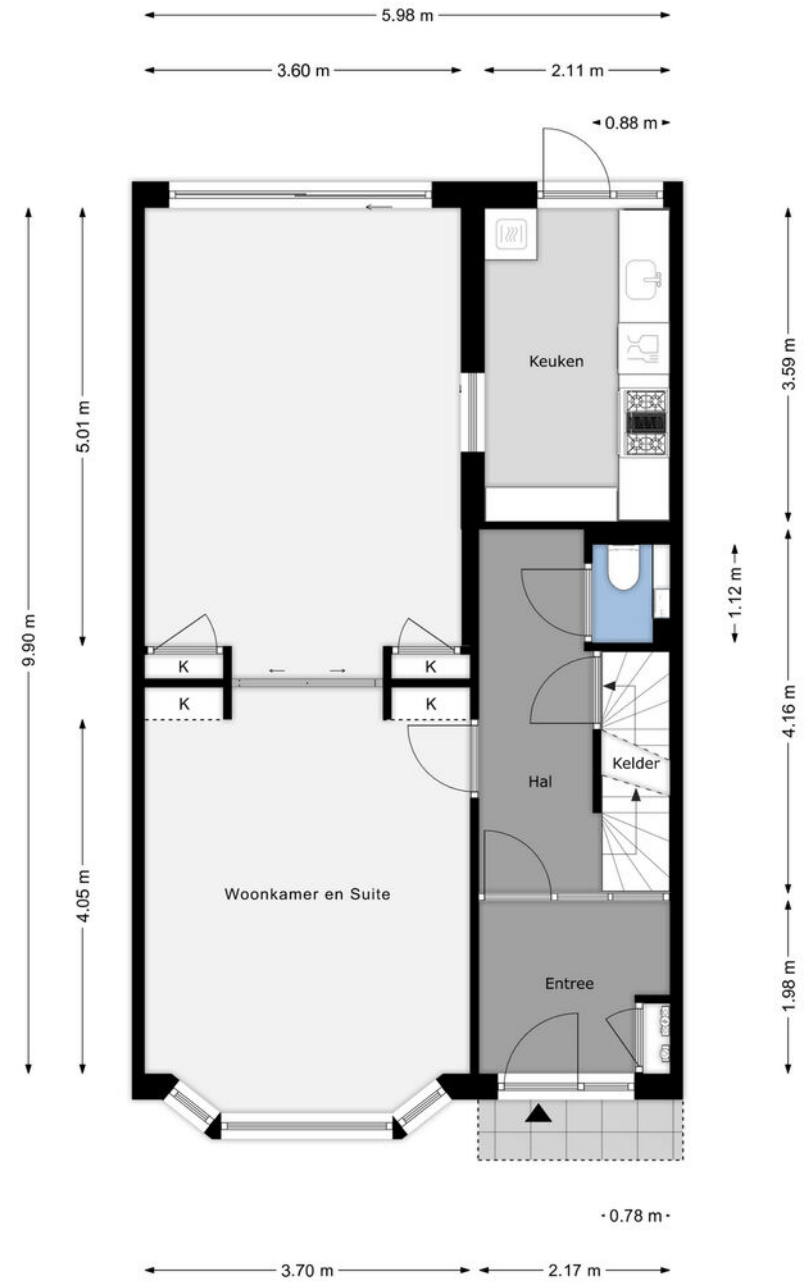 5.98 m
3.60 m
2.11 m
0.88 m
Keuken
3.59 m
5.01 m
9.90 m
1.12 m
K
K
K
K
4.16 m
Kelder
Hal
4.05 m
Woonkamer en Suite
Entree
1.98 m
0.78 m
3.70 m
2.17 m